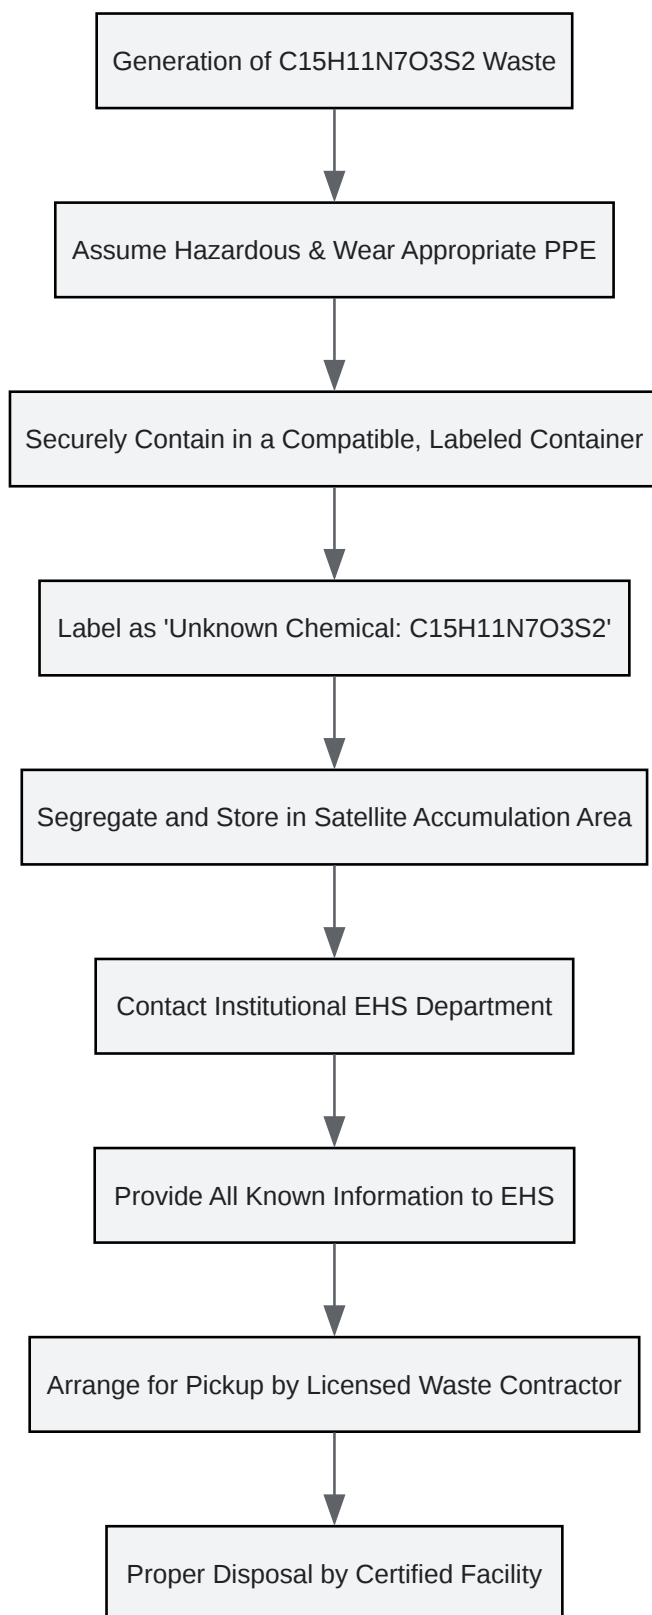 Generation of C15H11N7O3S2 Waste
Assume Hazardous & Wear Appropriate PPE
Securely Contain in a Compatible, Labeled Container
Label as 'Unknown Chemical: C15H11N7O3S2'
Segregate and Store in Satellite Accumulation Area
Contact Institutional EHS Department
Provide All Known Information to EHS
Arrange for Pickup by Licensed Waste Contractor
Proper Disposal by Certified Facility